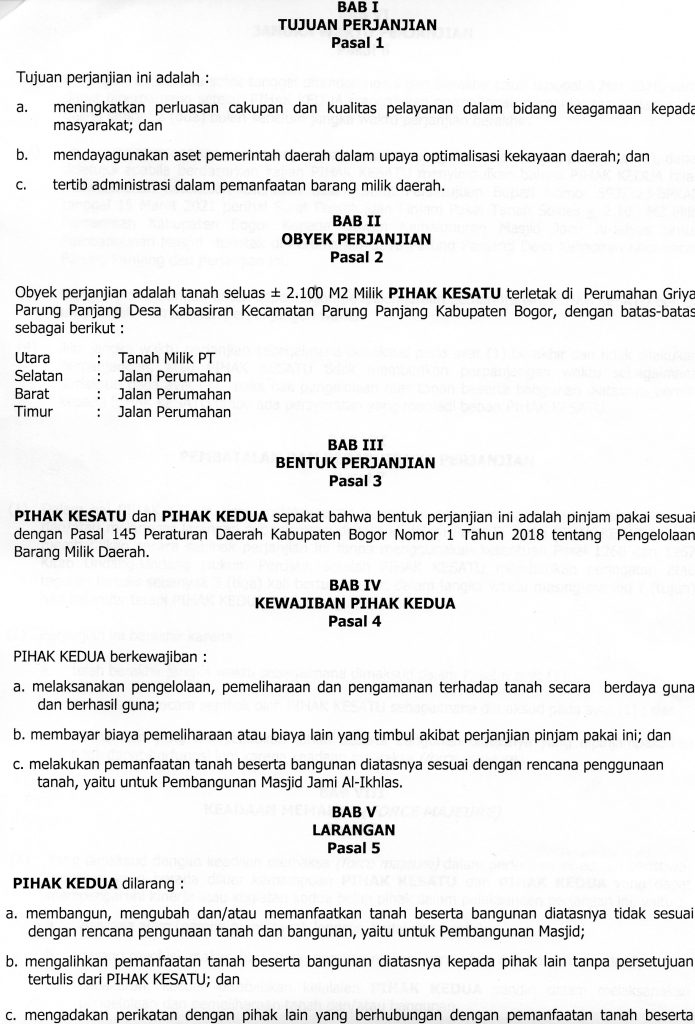 BAB I
TUJUAN PERJANJIAN
Pasal 1
Tujuan perjanjian ini adalah :
a. meningkatkan perluasan cakupan dan kualitas pelayanan dalam bidang keagamaan kepada
masyarakat; dan
b. mendayagunakan aset pemerintah daerah dalam upaya optimalisasi kekayaan daerah; dan
c. tertib administrasi dalam pemanfaatan barang milik daerah.
BAB II
OBYEK PERJANJIAN
Pasal 2
Obyek perjanjian adalah tanah seluas ± 2.100 M2 Milik PIHAK KESATU terletak di Perumahan Griya
Parung Panjang Desa Kabasiran Kecamatan Parung Panjang Kabupaten Bogor, dengan batas-batas
sebagai berikut :
Utara : Tanah Milik PT
Selatan : Jalan Perumahan
Barat : Jalan Perumahan
Timur : Jalan Perumahan
BAB III
BENTUK PERJANJIAN
Pasal 3
PIHAK KESATU dan PIHAK KEDUA sepakat bahwa bentuk perjanjian ini adalah pinjam pakai sesuai
dengan Pasal 145 Peraturan Daerah Kabupaten Bogor Nomor 1 Tahun 2018 tentang Pengelolaan
Barang Milik Daerah.
BAB IV
KEWAJIBAN PIHAK KEDUA
Pasal 4
PIHAK KEDUA berkewajiban :
a. melaksanakan pengelolaan, pemeliharaan dan pengamanan terhadap tanah secara berdaya guna
dan berhasil guna;
b. membayar biaya pemeliharaan atau biaya lain yang timbul akibat perjanjian pinjam pakai ini; dan
c. melakukan pemanfaatan tanah beserta bangunan diatasnya sesuai dengan rencana penggunaan
tanah, yaitu untuk Pembangunan Masjid Jami Al-Ikhlas.
BAB V
LARANGAN
Pasal 5
PIHAK KEDUA dilarang :
a. membangun, mengubah dan/atau memanfaatkan tanah beserta bangunan diatasnya tidak sesuai
dengan rencana pengunaan tanah dan bangunan, yaitu untuk Pembangunan Masjid;
b. mengalihkan pemanfaatan tanah beserta bangunan diatasnya kepada pihak lain tanpa persetujuan
tertulis dari PIHAK KESATU; dan
c. mengadakan perikatan dengan pihak lain yang berhubungan dengan pemanfaatan tanah beserta